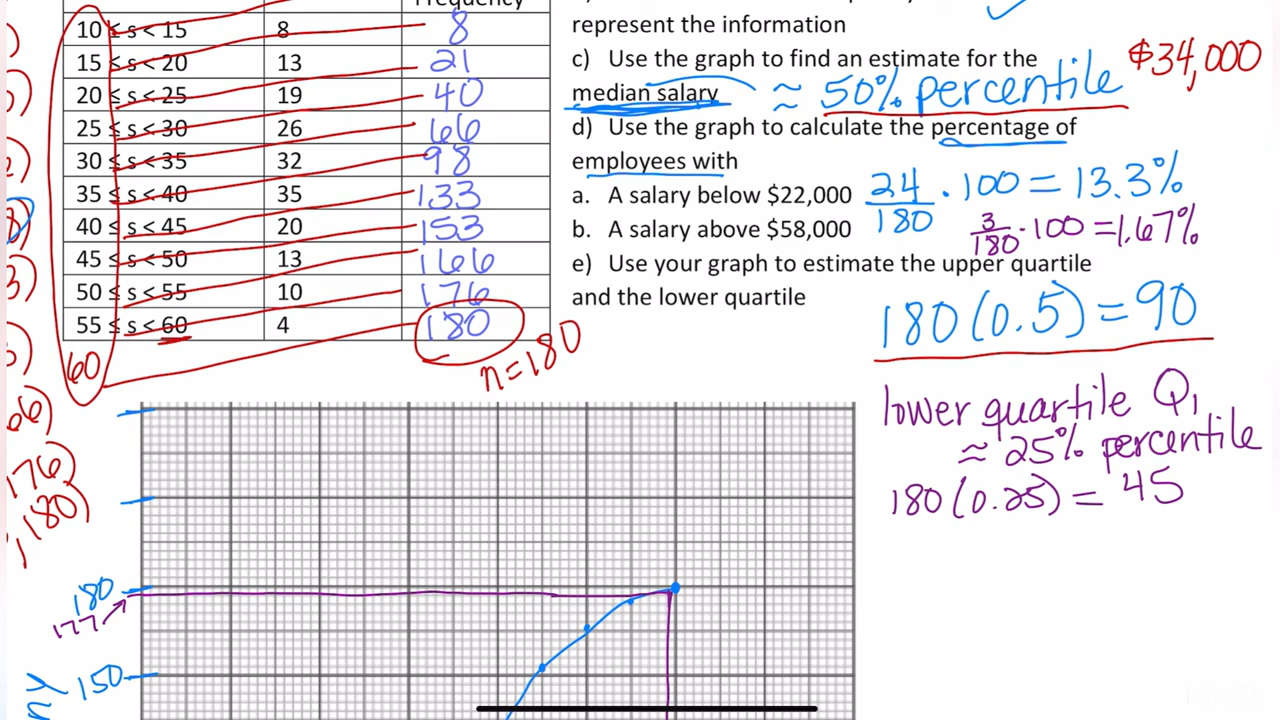 Frequency
10 ≤ s < 15 8 8
15 ≤ s < 20 13 21
20 ≤ s < 25 19 40
25 ≤ s < 30 26 66
30 ≤ s < 35 32 98
35 ≤ s < 40 35 133
40 ≤ s < 45 20 153
45 ≤ s < 50 13 166
50 ≤ s < 55 10 176
55 ≤ s < 60 4 180
60
n=180
represent the information
c) Use the graph to find an estimate for the
median salary ≈ 50% percentile $34,000
d) Use the graph to calculate the percentage of
employees with
a. A salary below $22,000 24/180 · 100 = 13.3%
b. A salary above $58,000 3/180 · 100 = 1.67%
e) Use your graph to estimate the upper quartile
and the lower quartile
180(0.5) = 90
lower quartile Q1
≈ 25% percentile
180(0.25) = 45
66)
176)
,180)
180
177
150